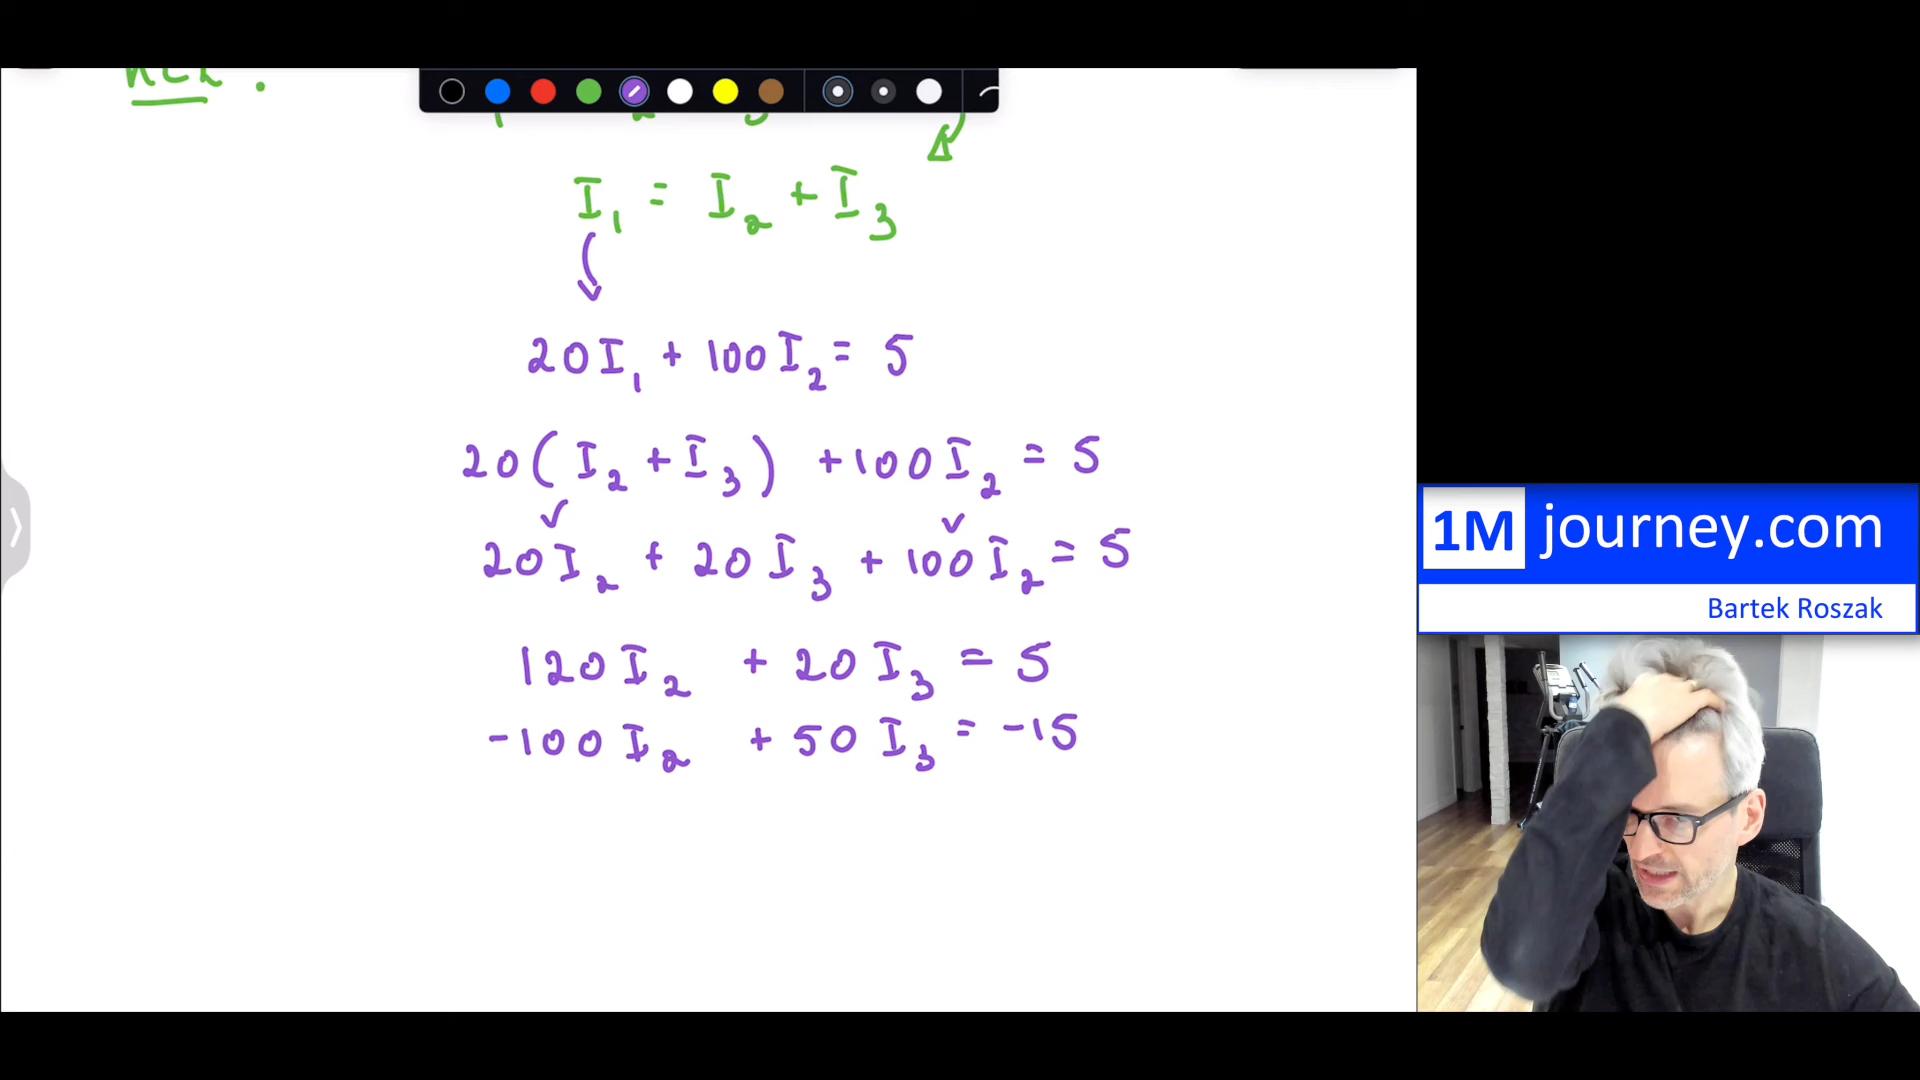 KCL :
I₁ = I₂ + I₃
20I₁ + 100I₂ = 5
20(I₂ + I₃) + 100I₂ = 5
20I₂ + 20I₃ + 100I₂ = 5
120I₂ + 20I₃ = 5
-100I₂ + 50I₃ = -15
1M journey.com
Bartek Roszak